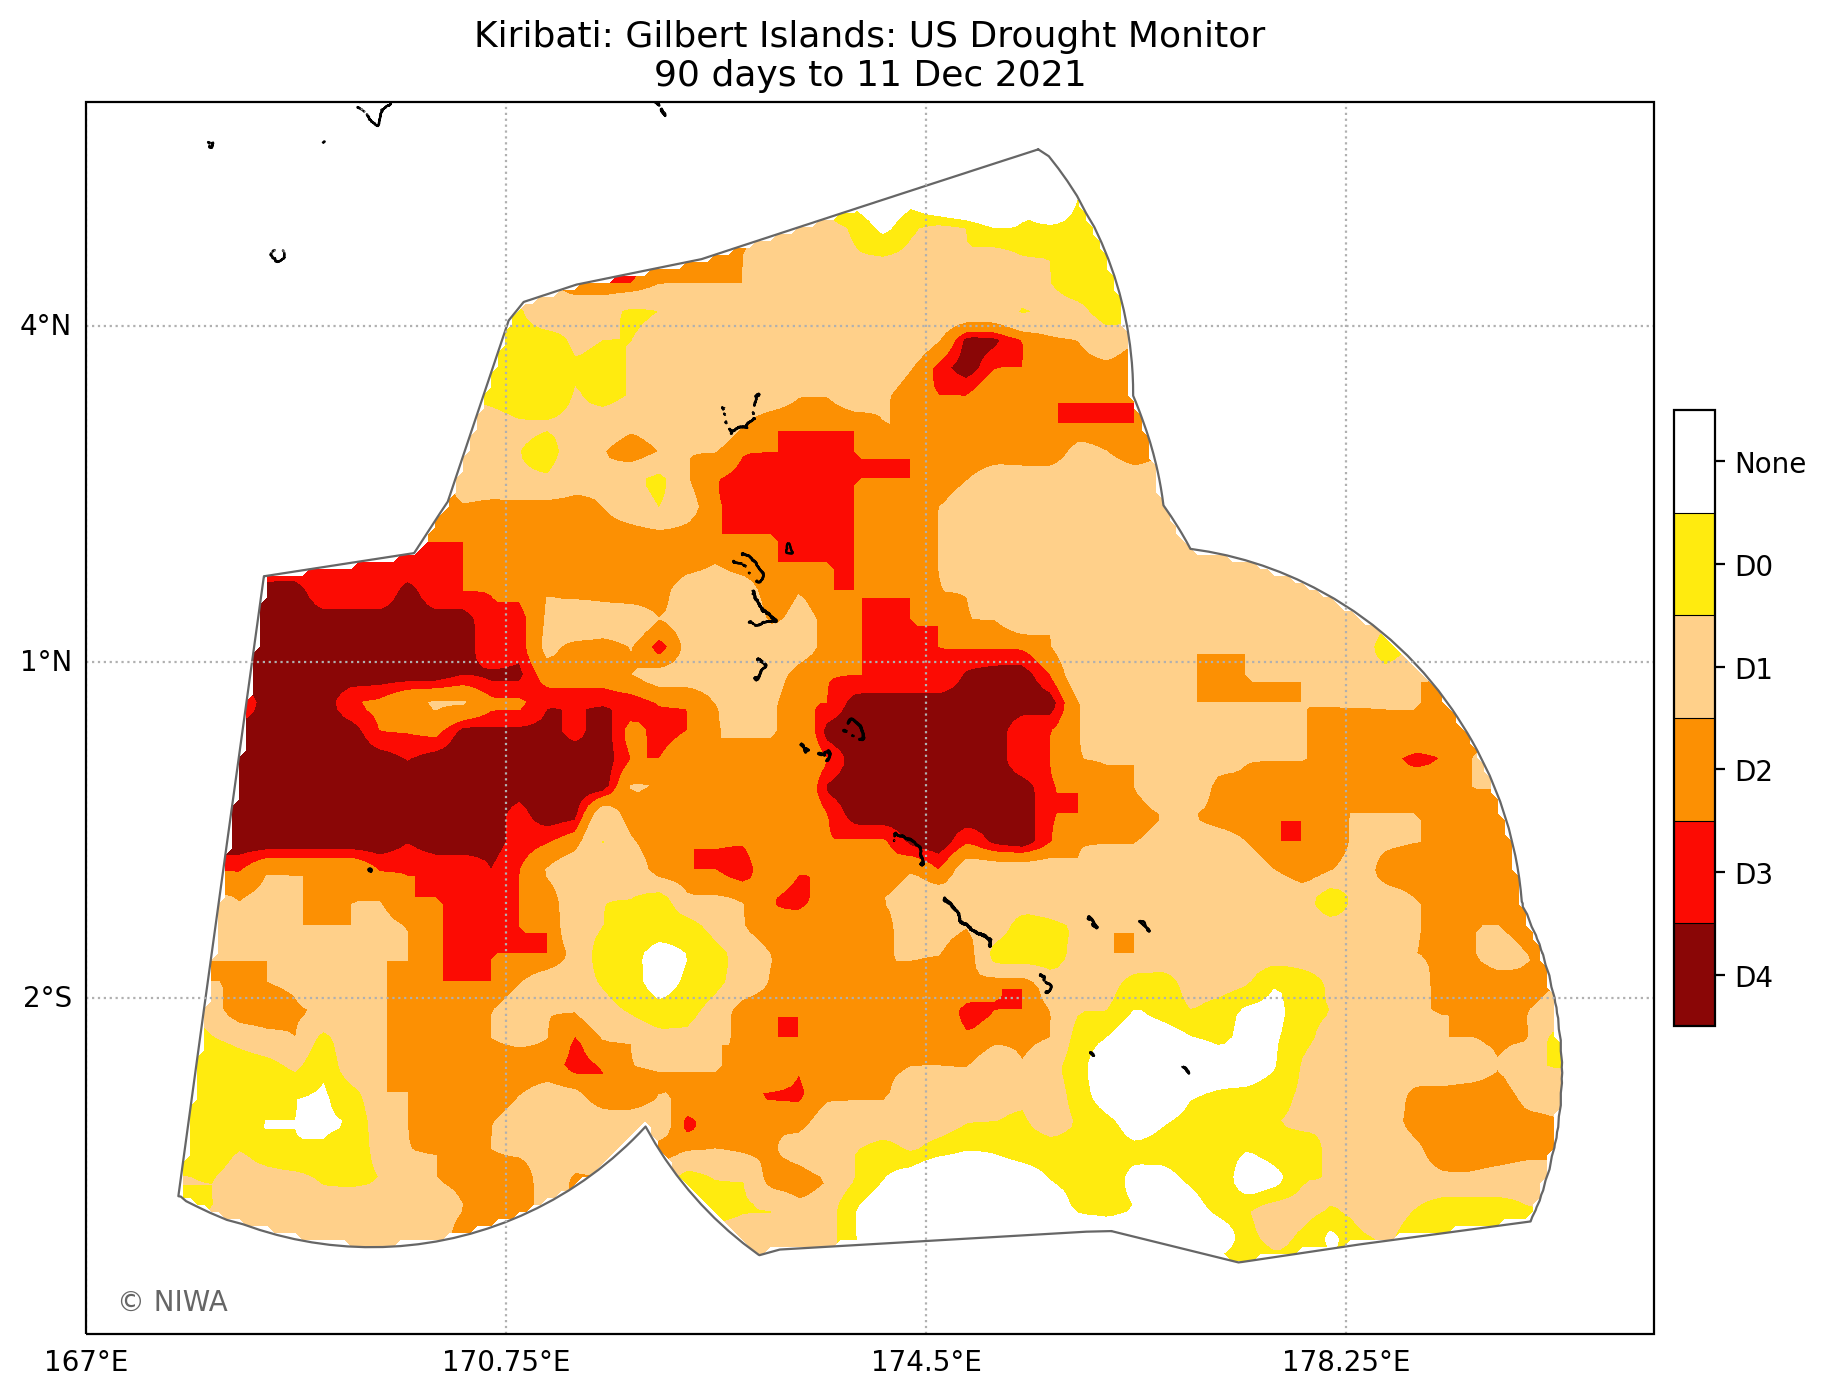 Kiribati: Gilbert Islands: US Drought Monitor
90 days to 11 Dec 2021
4°N
1°N
2°S
None
D0
D1
D2
D3
D4
© NIWA
167°E
170.75°E
174.5°E
178.25°E